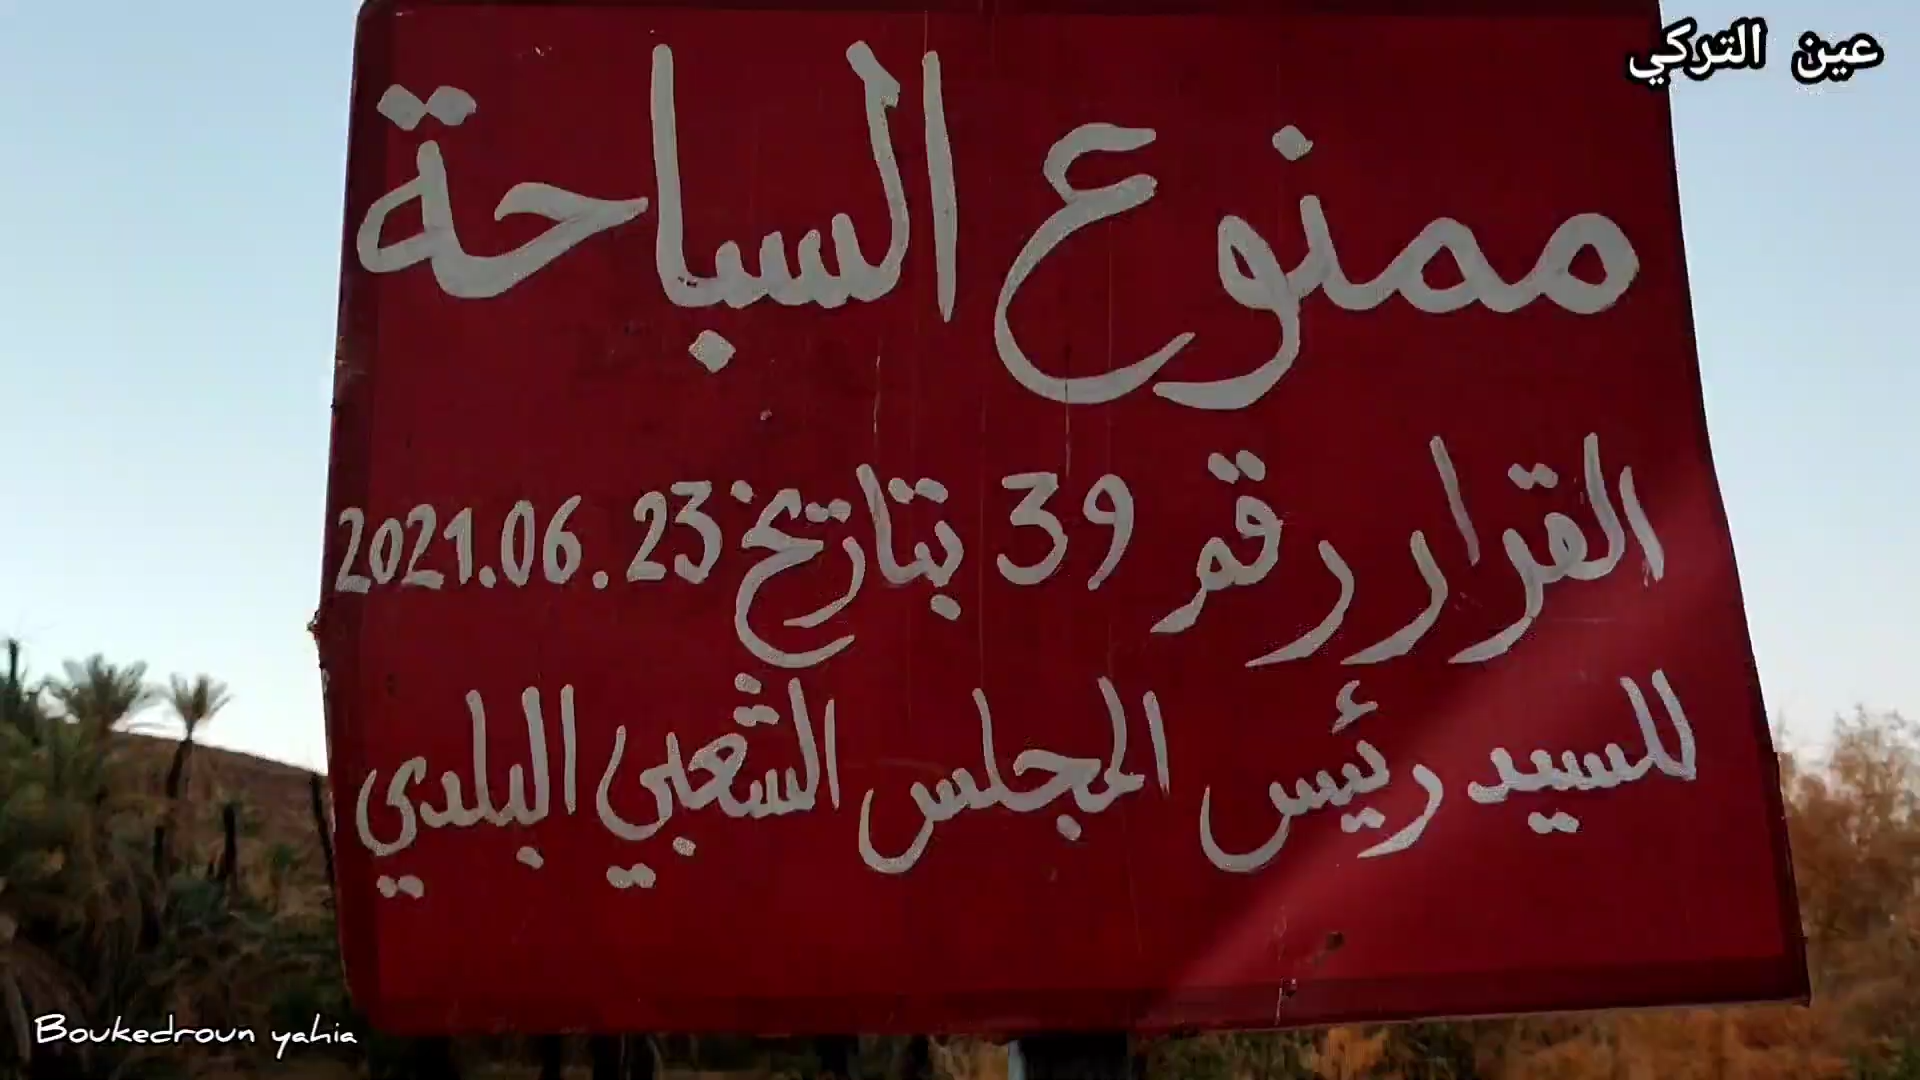 عين التركي
ممنوع السباحة
القرار رقم 39 بتاريخ 2021.06.23
للسيد رئيس المجلس الشعبي البلدي
Boukedroun yahia